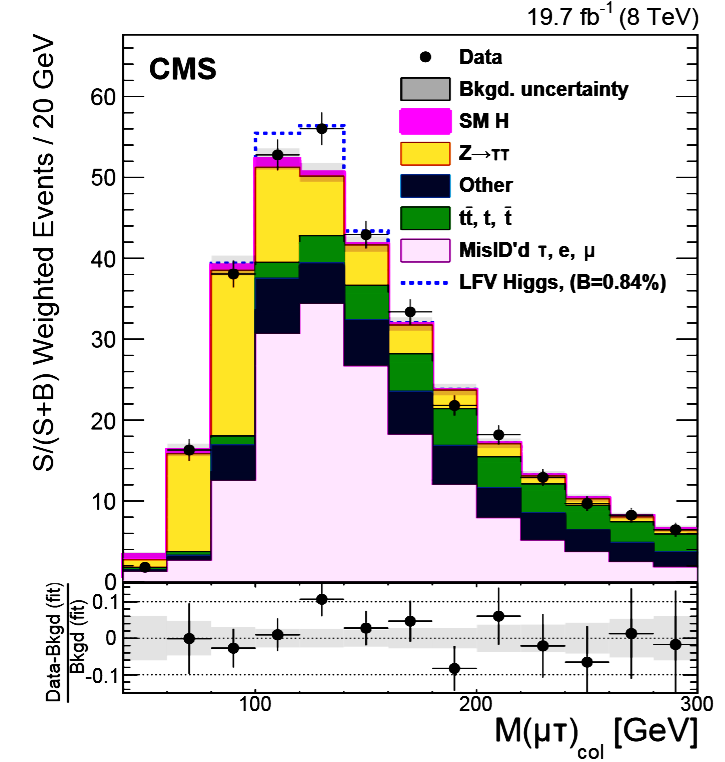 19.7 fb⁻¹ (8 TeV)
CMS
Data
Bkgd. uncertainty
SM H
Z→ττ
Other
tt̄, t, t̄
MisID'd τ, e, μ
LFV Higgs, (B=0.84%)
S/(S+B) Weighted Events / 20 GeV
60
50
40
30
20
10
0
Data-Bkgd (fit)
Bkgd (fit)
0.1
0
-0.1
100
200
300
M(μτ)col [GeV]